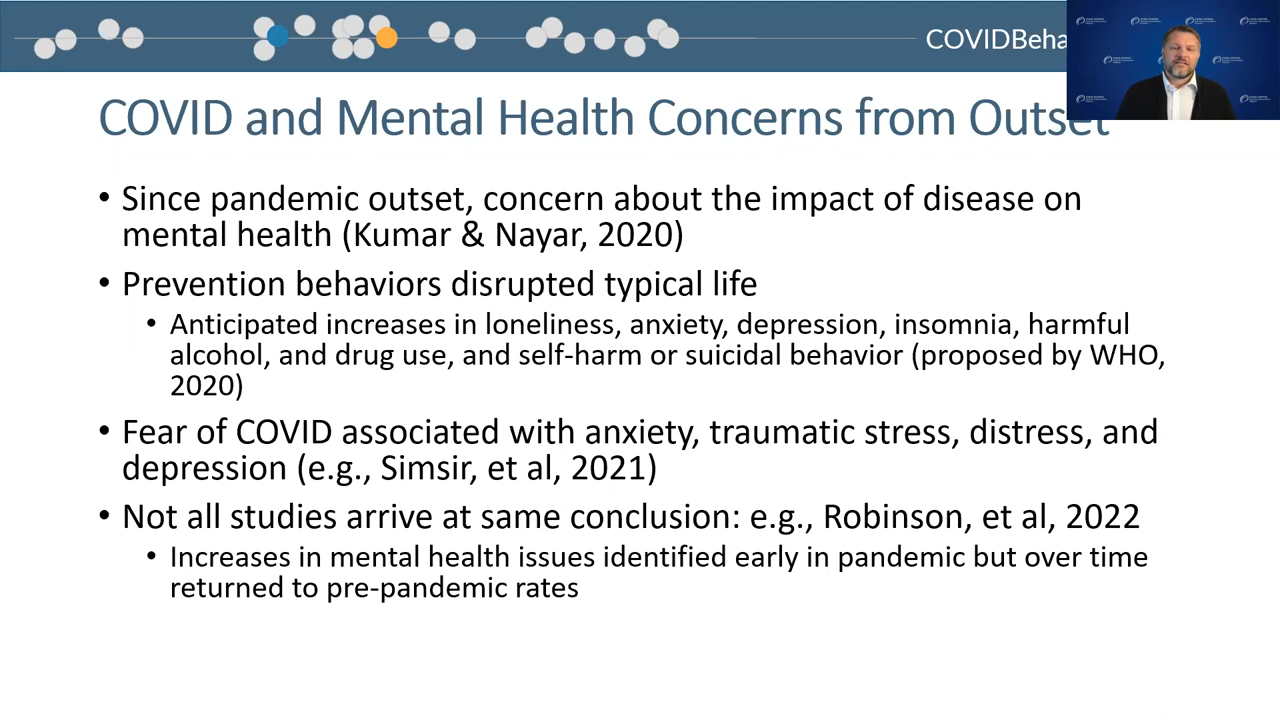 COVIDBeha
COVID and Mental Health Concerns from Outset
• Since pandemic outset, concern about the impact of disease on
mental health (Kumar & Nayar, 2020)
• Prevention behaviors disrupted typical life
• Anticipated increases in loneliness, anxiety, depression, insomnia, harmful
alcohol, and drug use, and self-harm or suicidal behavior (proposed by WHO,
2020)
• Fear of COVID associated with anxiety, traumatic stress, distress, and
depression (e.g., Simsir, et al, 2021)
• Not all studies arrive at same conclusion: e.g., Robinson, et al, 2022
• Increases in mental health issues identified early in pandemic but over time
returned to pre-pandemic rates